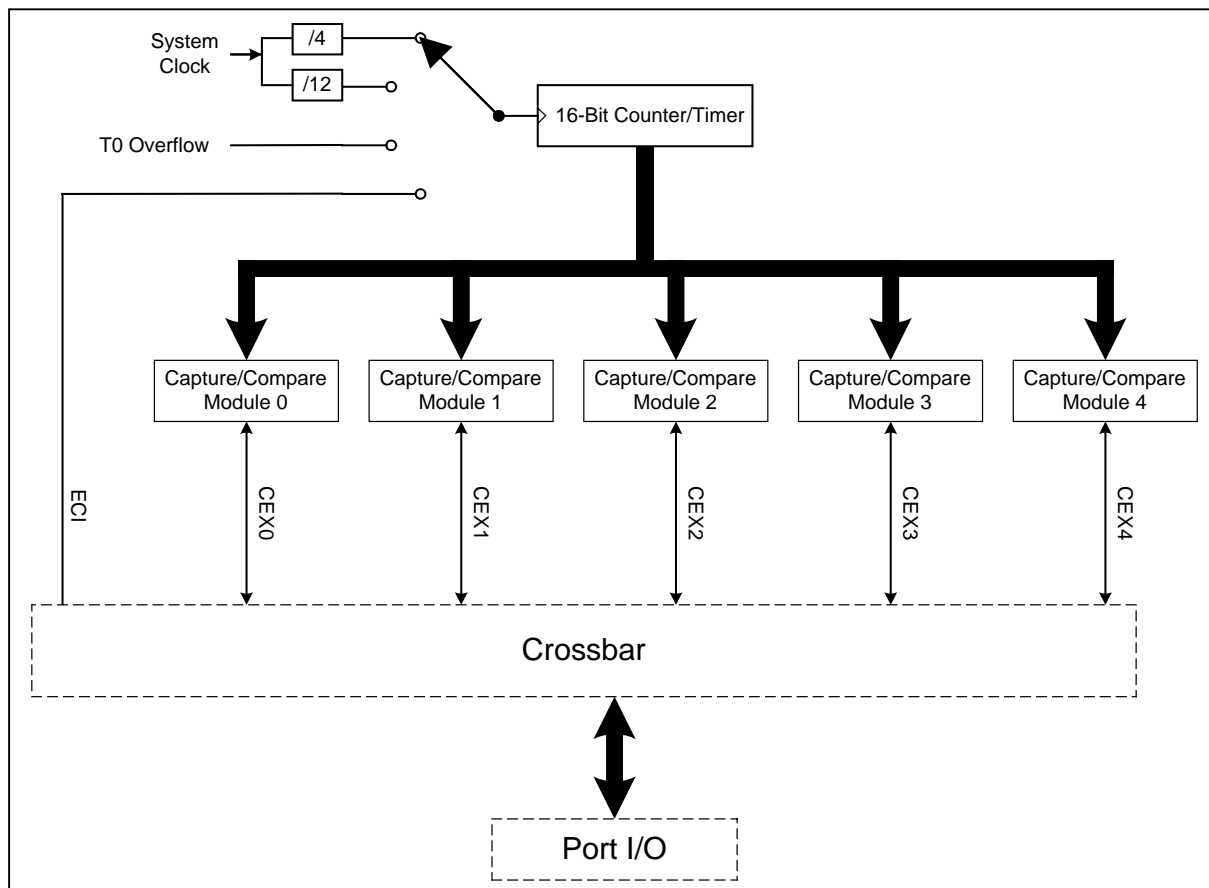 System
Clock
/4
/12
16-Bit Counter/Timer
T0 Overflow
Capture/Compare
Module 0
Capture/Compare
Module 1
Capture/Compare
Module 2
Capture/Compare
Module 3
Capture/Compare
Module 4
ECI
CEX0
CEX1
CEX2
CEX3
CEX4
Crossbar
Port I/O